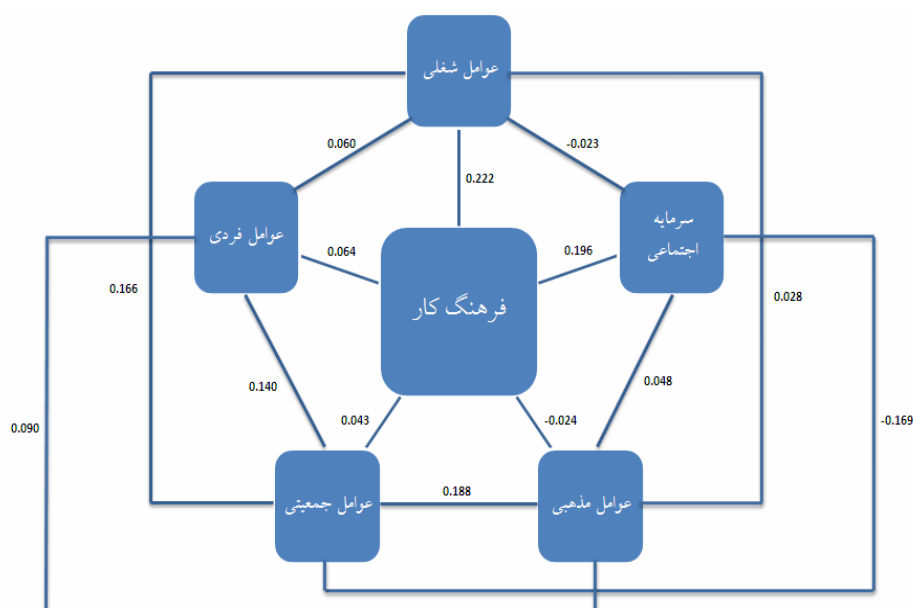 عوامل شغلی
0.060
-0.023
0.222
سرمایه
اجتماعی
عوامل فردی
0.064
0.196
فرهنگ کار
0.166
0.028
0.140
0.048
0.090
0.043
-0.024
-0.169
0.188
عوامل مذهبی
عوامل جمعیتی